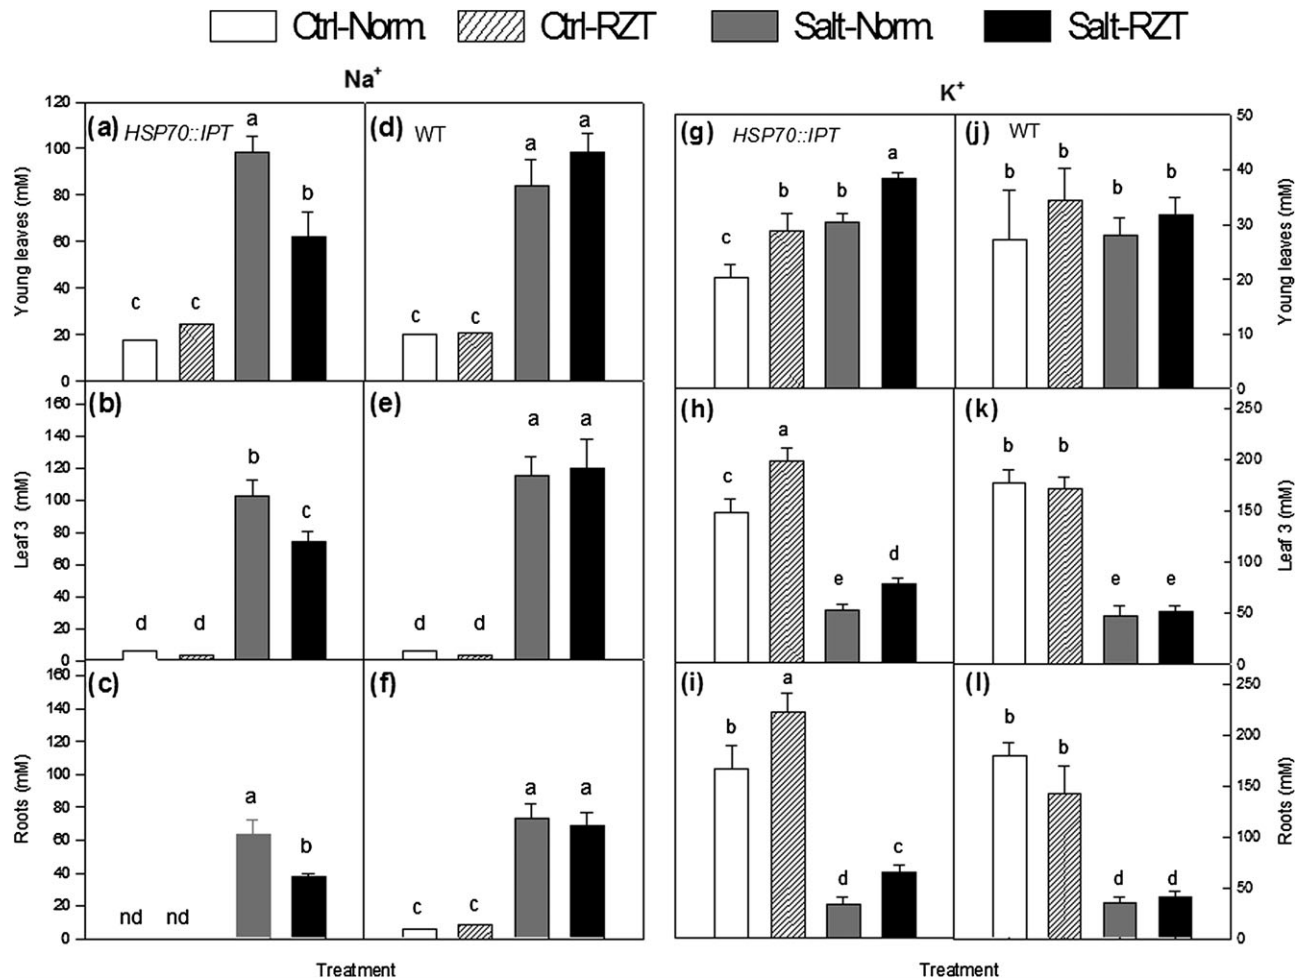 Ctrl-Norm. Ctrl-RZT Salt-Norm. Salt-RZT
Na+
K+
120
100
80
60
40
20
0
Young leaves (mM)
(a) HSP70::IPT
c c a b
(d) WT
c c a a
(g) HSP70::IPT
c b b a
(j) WT
b b b b
50
40
30
20
10
0
Young leaves (mM)
160
140
120
100
80
60
40
20
0
Leaf 3 (mM)
(b)
d d b c
(e)
d d a a
(h)
c a e d
(k)
b b e e
250
200
150
100
50
0
Leaf 3 (mM)
160
140
120
100
80
60
40
20
0
Roots (mM)
(c)
nd nd a b
(f)
c c a a
(i)
b a d c
(l)
b b d d
250
200
150
100
50
0
Roots (mM)
Treatment
Treatment